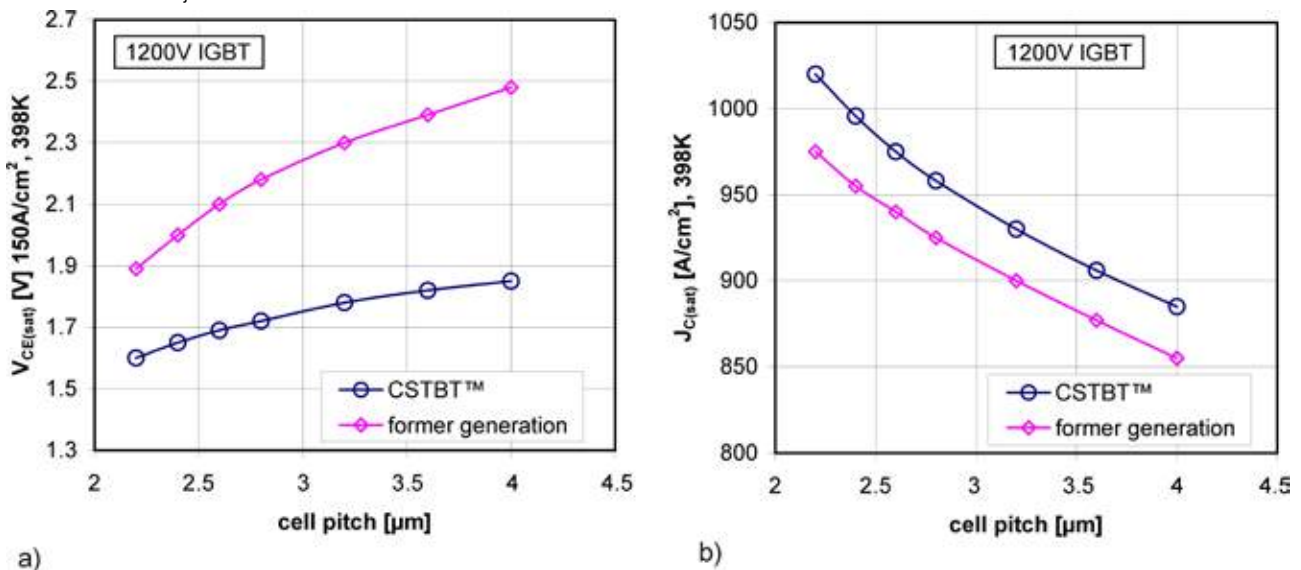 1200V IGBT
V_CE(sat) [V] 150A/cm², 398K
2.7
2.5
2.3
2.1
1.9
1.7
1.5
1.3
2
2.5
3
3.5
4
4.5
cell pitch [µm]
CSTBT™
former generation
a)
1200V IGBT
J_C(sat) [A/cm²], 398K
1050
1000
950
900
850
800
2
2.5
3
3.5
4
4.5
cell pitch [µm]
CSTBT™
former generation
b)